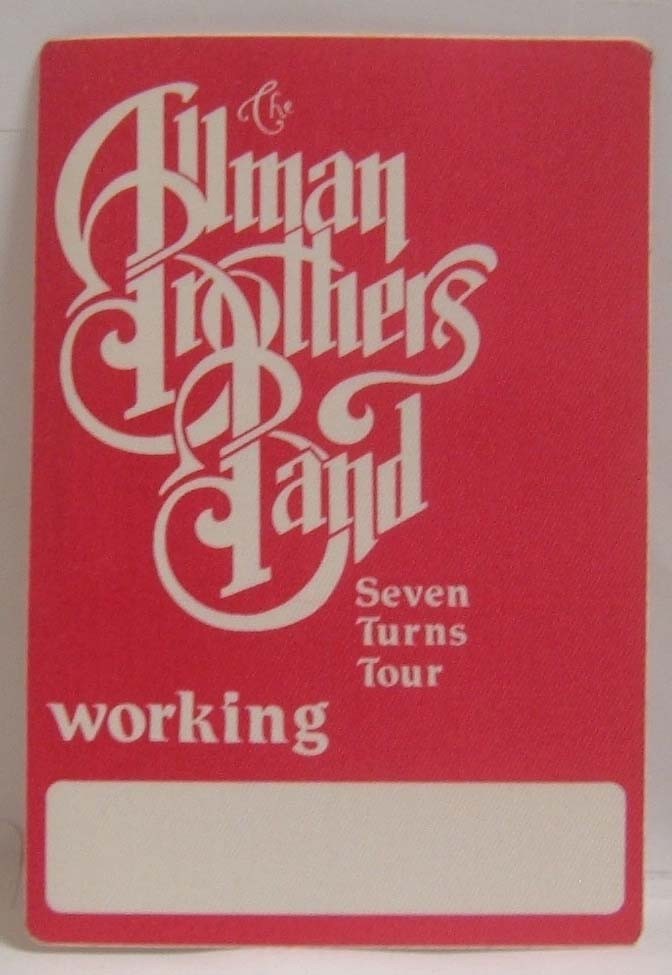 The
Allman
Brothers
Band
Seven
Turns
Tour
working